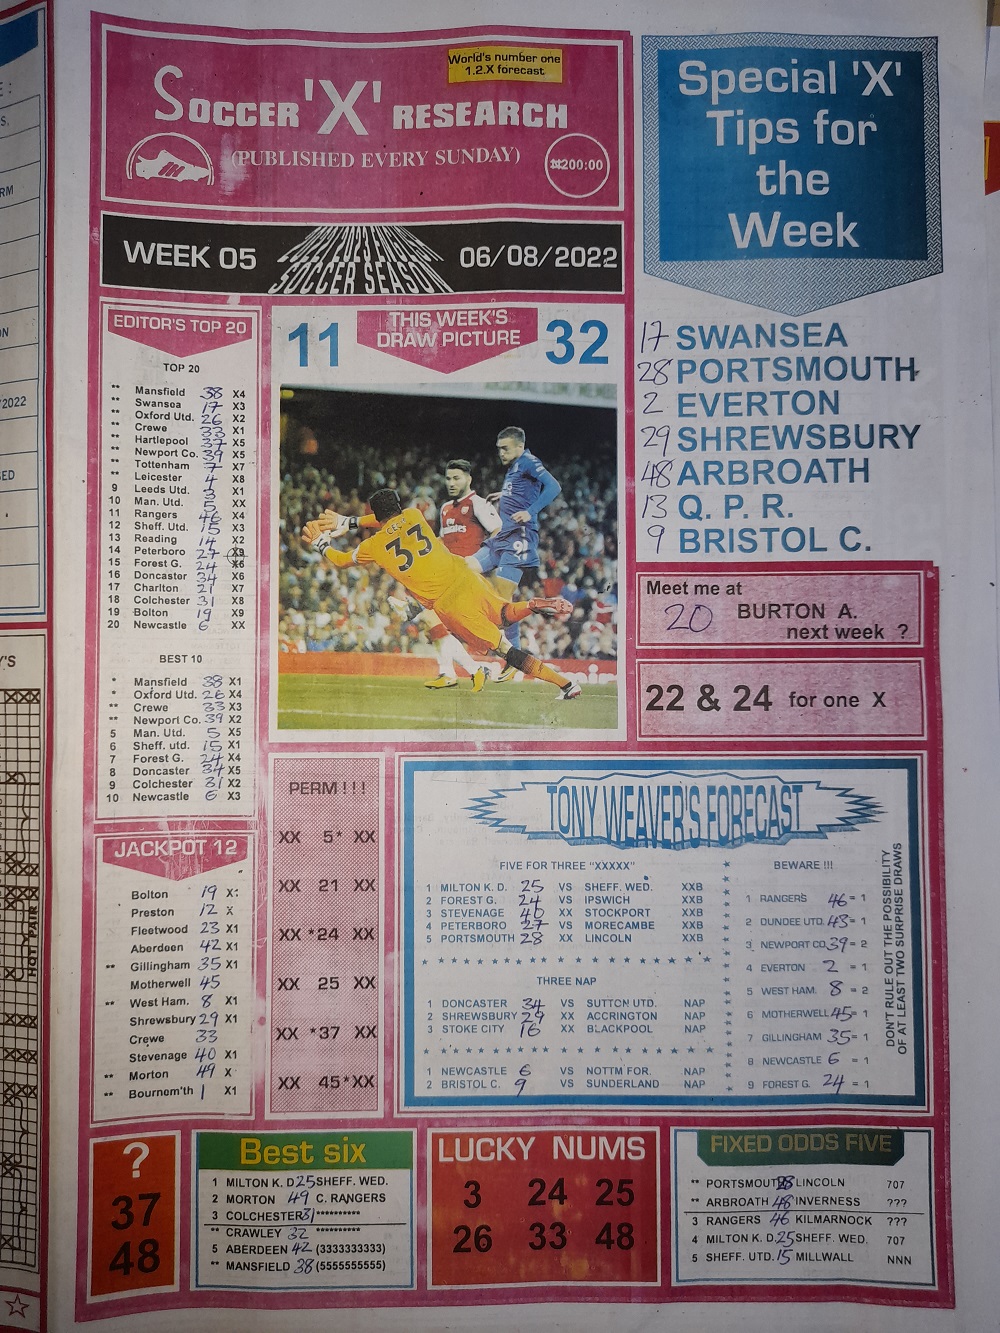 World's number one
1.2.X forecast
SOCCER 'X' RESEARCH
(PUBLISHED EVERY SUNDAY)
₦200:00
WEEK 05
2022/2023 ENGLISH
SOCCER SEASON
06/08/2022
Special 'X'
Tips for
the
Week
17 SWANSEA
28 PORTSMOUTH
2 EVERTON
29 SHREWSBURY
48 ARBROATH
13 Q. P. R.
9 BRISTOL C.
Meet me at
20 BURTON A.
next week ?
22 & 24 for one X
EDITOR'S TOP 20
TOP 20
** Mansfield 38 X4
** Swansea 17 X3
** Oxford Utd. 26 X2
** Crewe 33 X1
** Hartlepool 37 X5
** Newport Co. 39 X5
** Tottenham 7 X7
** Leicester 4 X8
9 Leeds Utd. 3 X1
10 Man. Utd. 5 XX
11 Rangers 46 X4
12 Sheff. Utd. 15 X3
13 Reading 14 X2
14 Peterboro 27 X9
15 Forest G. 24 X6
16 Doncaster 34 X6
17 Charlton 21 X7
18 Colchester 31 X8
19 Bolton 19 X9
20 Newcastle 6 XX
BEST 10
* Mansfield 38 X1
* Oxford Utd. 26 X4
** Crewe 33 X3
** Newport Co. 39 X2
5 Man. Utd. 5 X5
6 Sheff. utd. 15 X1
7 Forest G. 24 X4
8 Doncaster 34 X5
9 Colchester 31 X2
10 Newcastle 6 X3
11 THIS WEEK'S 32
DRAW PICTURE
CECH
33
9
JACKPOT 12
Bolton 19 X:
Preston 12 X
Fleetwood 23 X1
Aberdeen 42 X1
** Gillingham 35 X1
Motherwell 45
** West Ham. 8 X1
Shrewsbury 29 X1
Crewe 33
Stevenage 40 X1
** Morton 49 X
** Bournem'th 1 X1
PERM ! ! !
XX 5* XX
XX 21 XX
XX *24 XX
XX 25 XX
XX *37 XX
XX 45* XX
TONY WEAVER'S FORECAST
FIVE FOR THREE "XXXXX"
1 MILTON K. D. 25 VS SHEFF. WED. XXB
2 FOREST G. 24 VS IPSWICH XXB
3 STEVENAGE 40 XX STOCKPORT XXB
4 PETERBORO 27 VS MORECAMBE XXB
5 PORTSMOUTH 28 XX LINCOLN XXB
THREE NAP
1 DONCASTER 34 VS SUTTON UTD. NAP
2 SHREWSBURY 29 XX ACCRINGTON NAP
3 STOKE CITY 16 XX BLACKPOOL NAP
1 NEWCASTLE 6 VS NOTTM FOR. NAP
2 BRISTOL C. 9 VS SUNDERLAND NAP
BEWARE !!!
1 RANGERS 46 = 1
2 DUNDEE UTD. 43 = 1
3 NEWPORT CO 39 = 2
4 EVERTON 2 = 1
5 WEST HAM. 8 = 2
6 MOTHERWELL 45 = 1
7 GILLINGHAM 35 = 1
8 NEWCASTLE 6 = 1
9 FOREST G. 24 = 1
DON'T RULE OUT THE POSSIBILITY
OF AT LEAST TWO SURPRISE DRAWS
?
37
48
Best six
1 MILTON K. D 25 SHEFF. WED.
2 MORTON 49 C. RANGERS
3 COLCHESTER 31 **********
** CRAWLEY 32 **********
5 ABERDEEN 42 (3333333333)
** MANSFIELD 38 (5555555555)
LUCKY NUMS
3 24 25
26 33 48
FIXED ODDS FIVE
** PORTSMOUT 28 LINCOLN 707
** ARBROATH 48 INVERNESS ???
3 RANGERS 46 KILMARNOCK ???
4 MILTON K. D. 25 SHEFF. WED. 707
5 SHEFF. UTD. 15 MILLWALL NNN
HOT PAIR